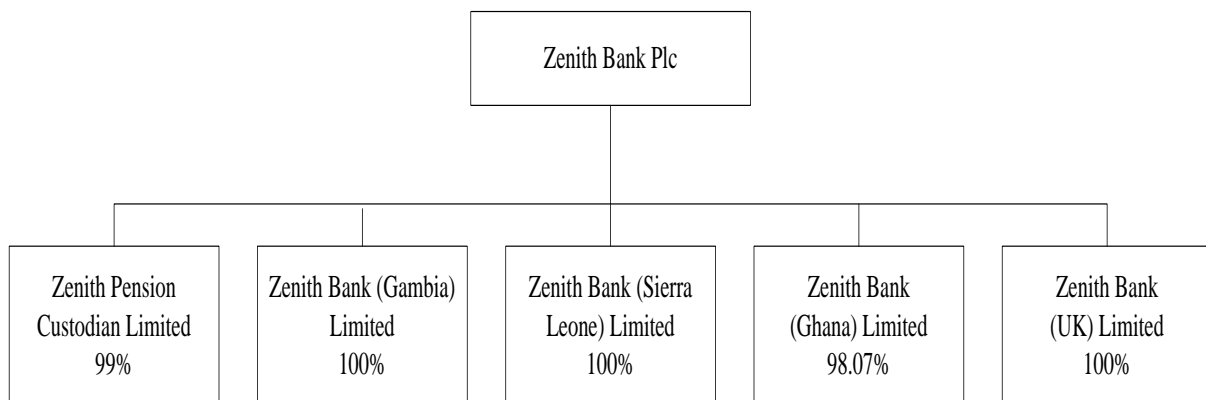 Zenith Bank Plc
Zenith Pension
Custodian Limited
99%
Zenith Bank (Gambia)
Limited
100%
Zenith Bank (Sierra
Leone) Limited
100%
Zenith Bank
(Ghana) Limited
98.07%
Zenith Bank
(UK) Limited
100%